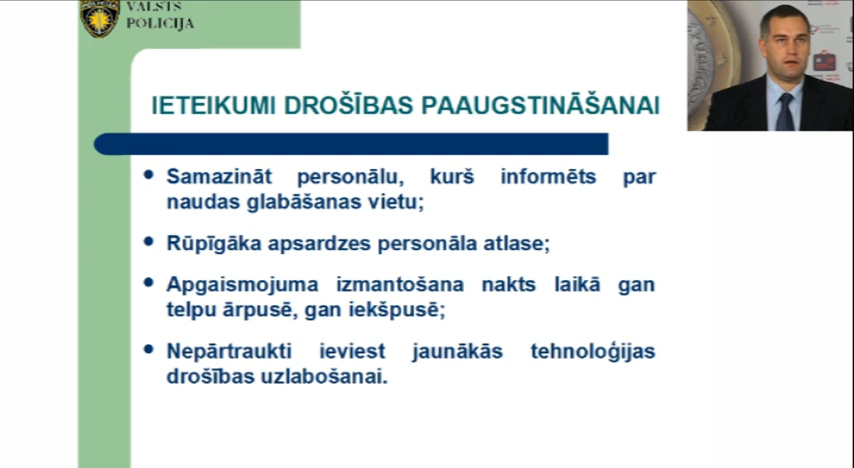 VALSTS
POLICIJA
IETEIKUMI DROŠĪBAS PAAUGSTINĀŠANAI
• Samazināt personālu, kurš informēts par
naudas glabāšanas vietu;
• Rūpīgāka apsardzes personāla atlase;
• Apgaismojuma izmantošana nakts laikā gan
telpu ārpusē, gan iekšpusē;
• Nepārtraukti ieviest jaunākās tehnoloģijas
drošības uzlabošanai.